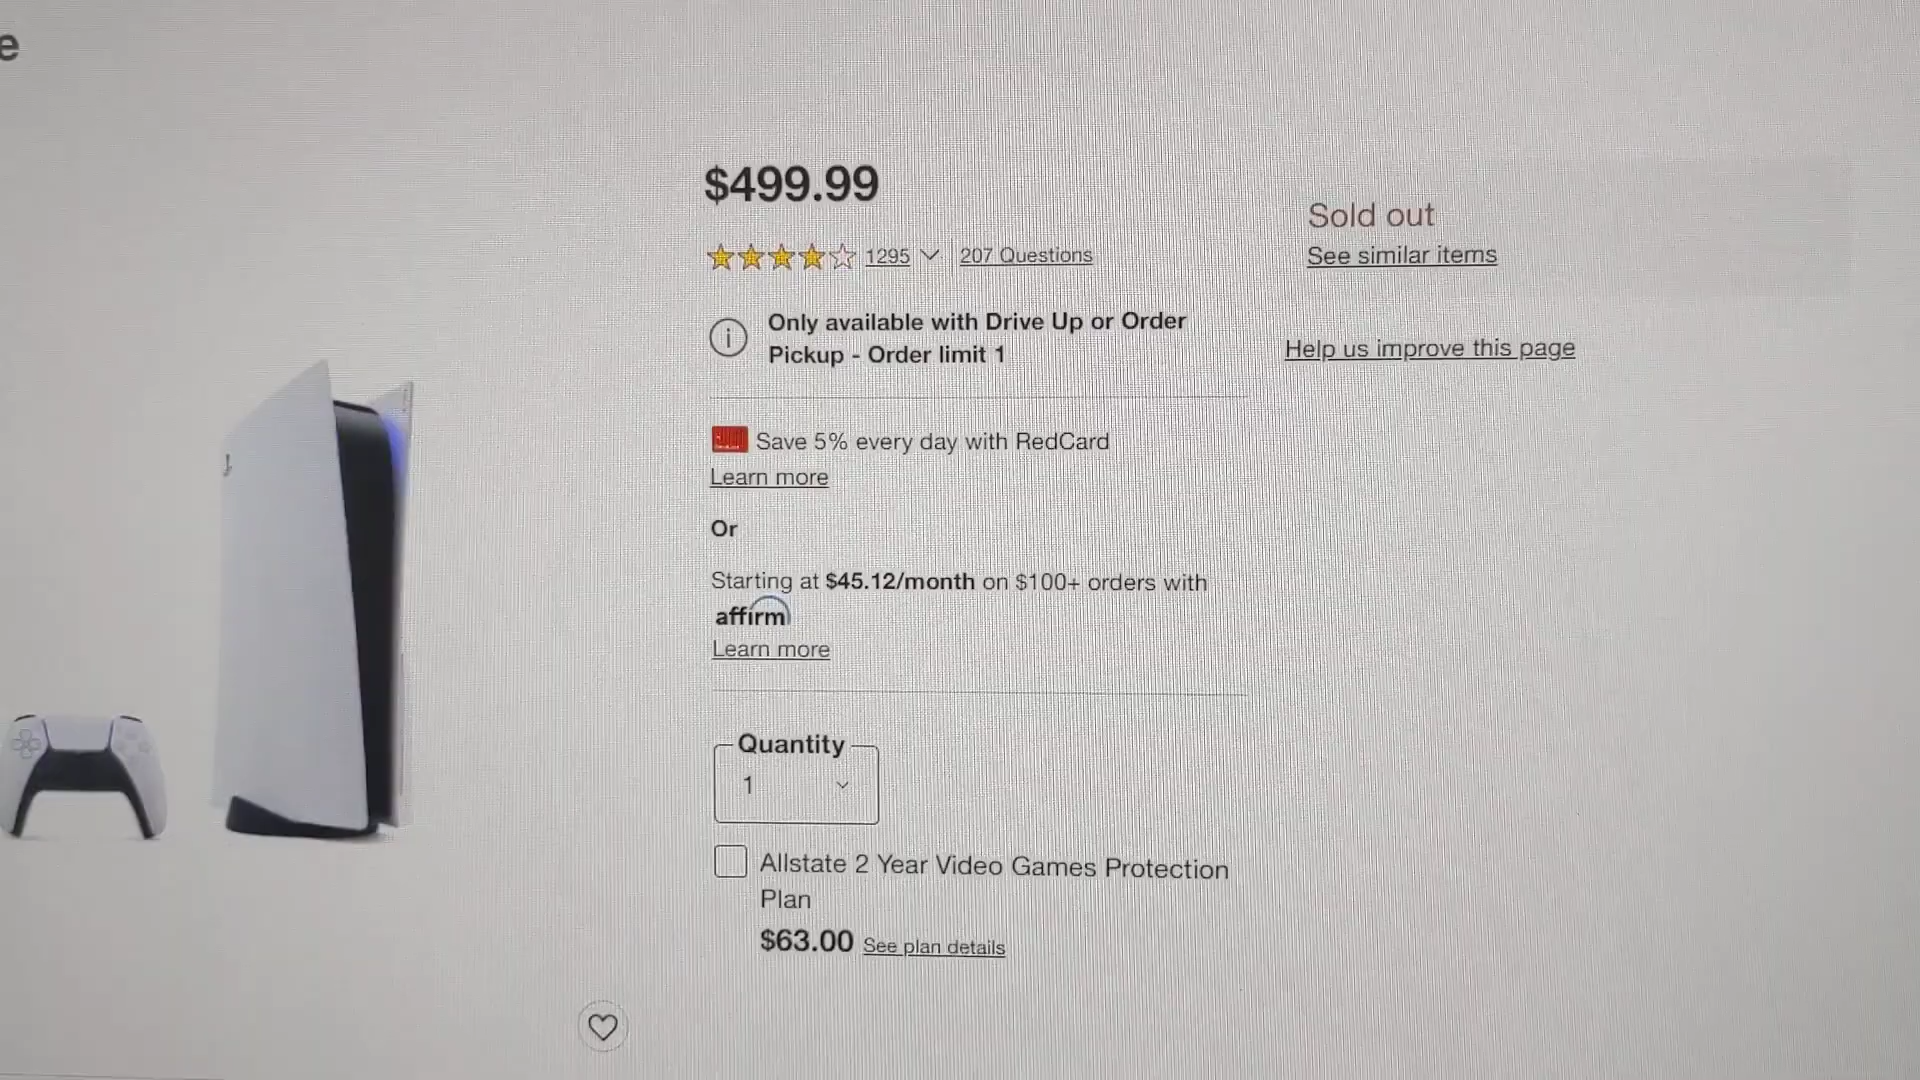 e
$499.99
1295 207 Questions
Only available with Drive Up or Order
Pickup - Order limit 1
Save 5% every day with RedCard
Learn more
Or
Starting at $45.12/month on $100+ orders with
affirm
Learn more
Quantity
1
Allstate 2 Year Video Games Protection
Plan
$63.00 See plan details
Sold out
See similar items
Help us improve this page